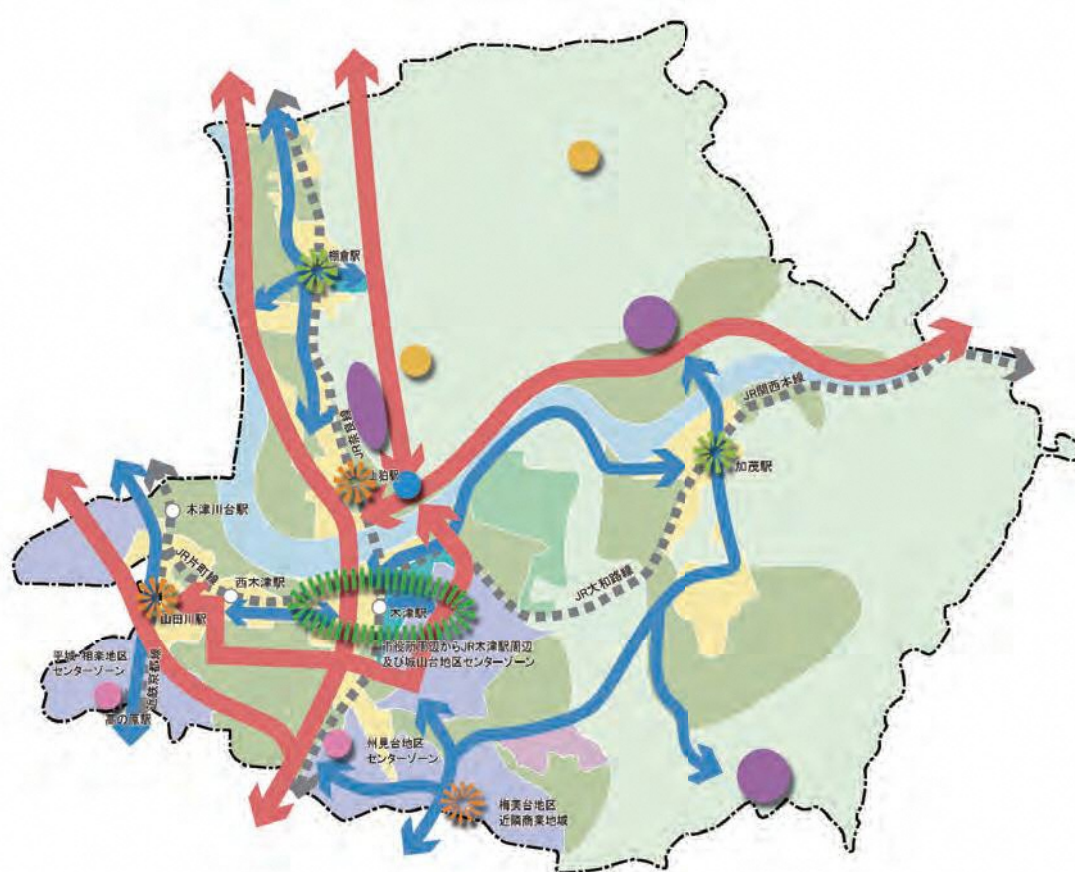 棚倉駅
JR奈良線
上狛駅
JR関西本線
加茂駅
木津川台駅
JR片町線
西木津駅
JR大和路線
木津駅
山田川駅
市役所周辺からJR木津駅周辺
及び城山台地区センターゾーン
平城・相楽地区
センターゾーン
近鉄京都線
高の原駅
州見台地区
センターゾーン
梅美台地区
近隣商業地域